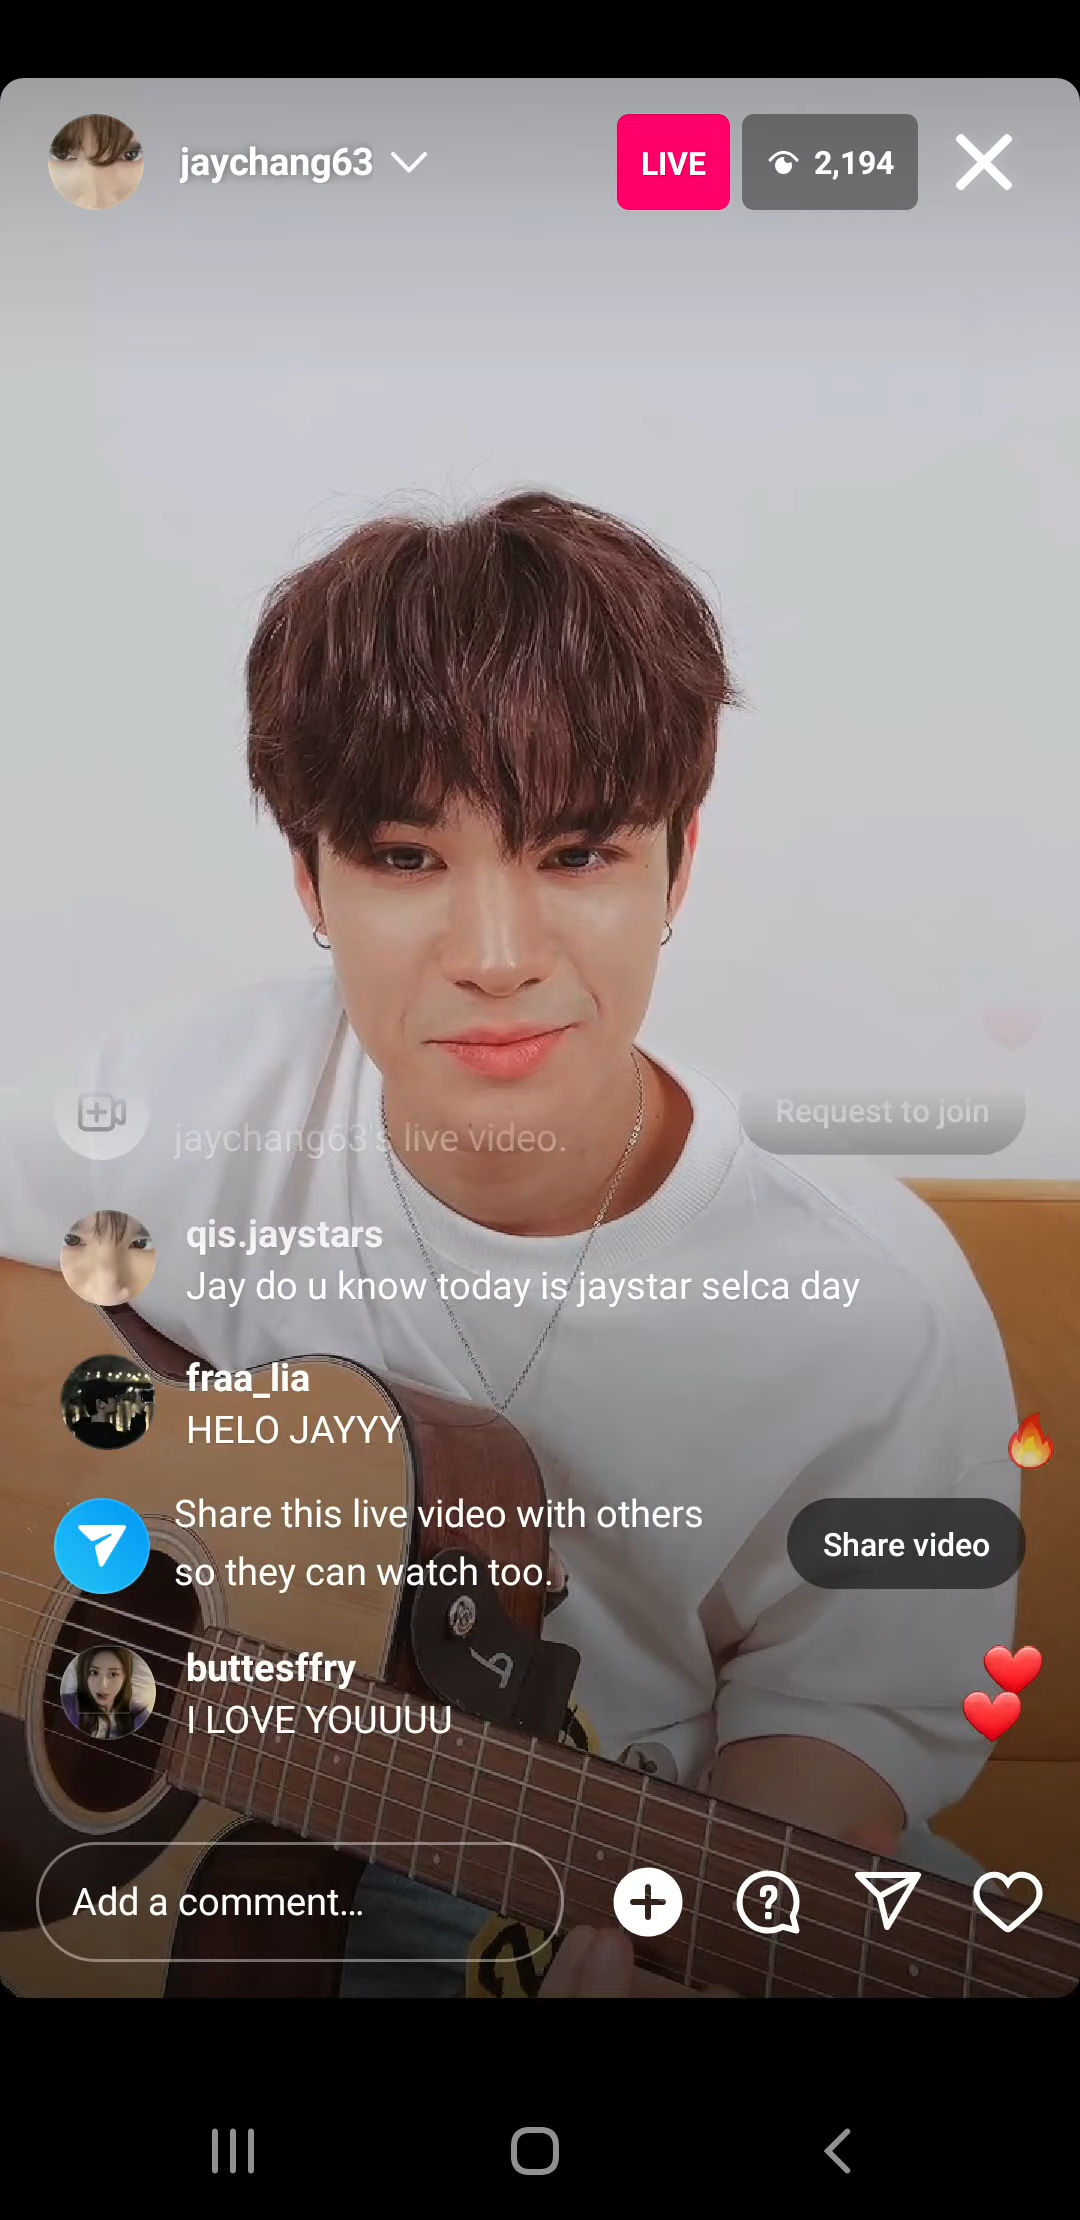 jaychang63
LIVE
2,194
Request to join
jaychang63's live video.
qis.jaystars
Jay do u know today is jaystar selca day
fraa_lia
HELO JAYYY
Share this live video with others
so they can watch too.
Share video
buttesffry
I LOVE YOUUUU
Add a comment...